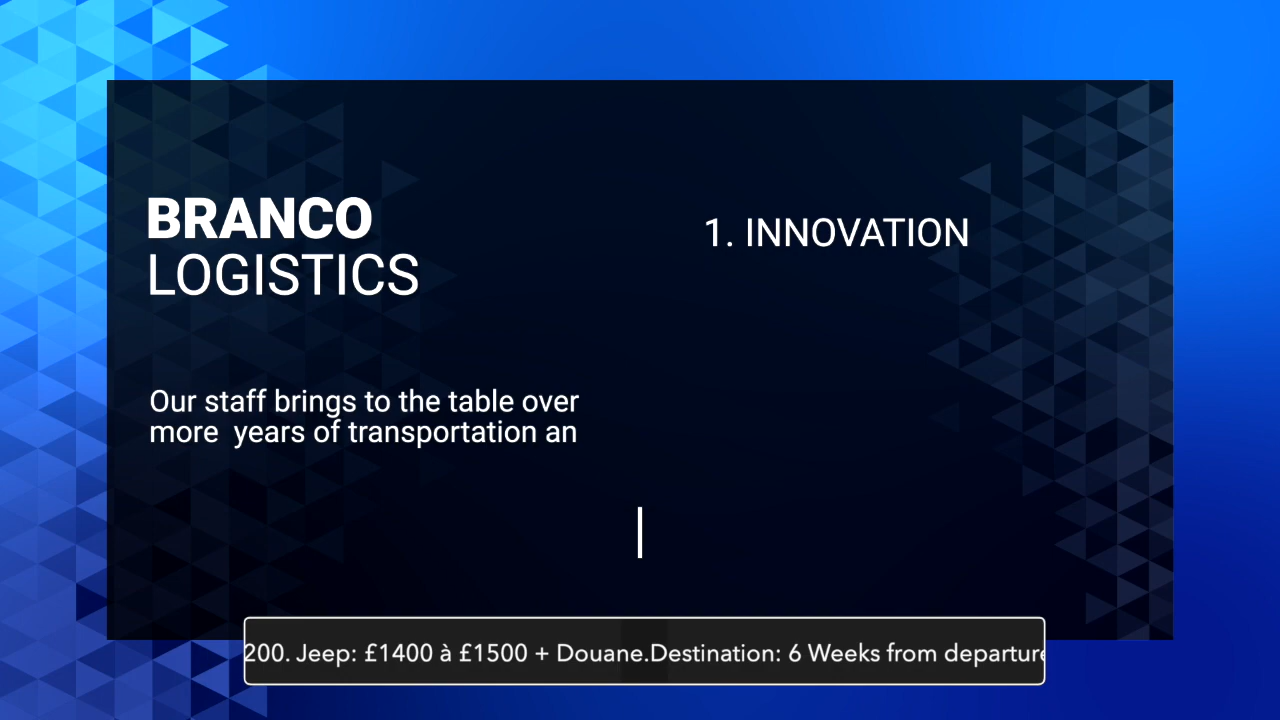 BRANCO
LOGISTICS
1. INNOVATION
Our staff brings to the table over
more  years of transportation an
200. Jeep: £1400 à £1500 + Douane.Destination: 6 Weeks from departure